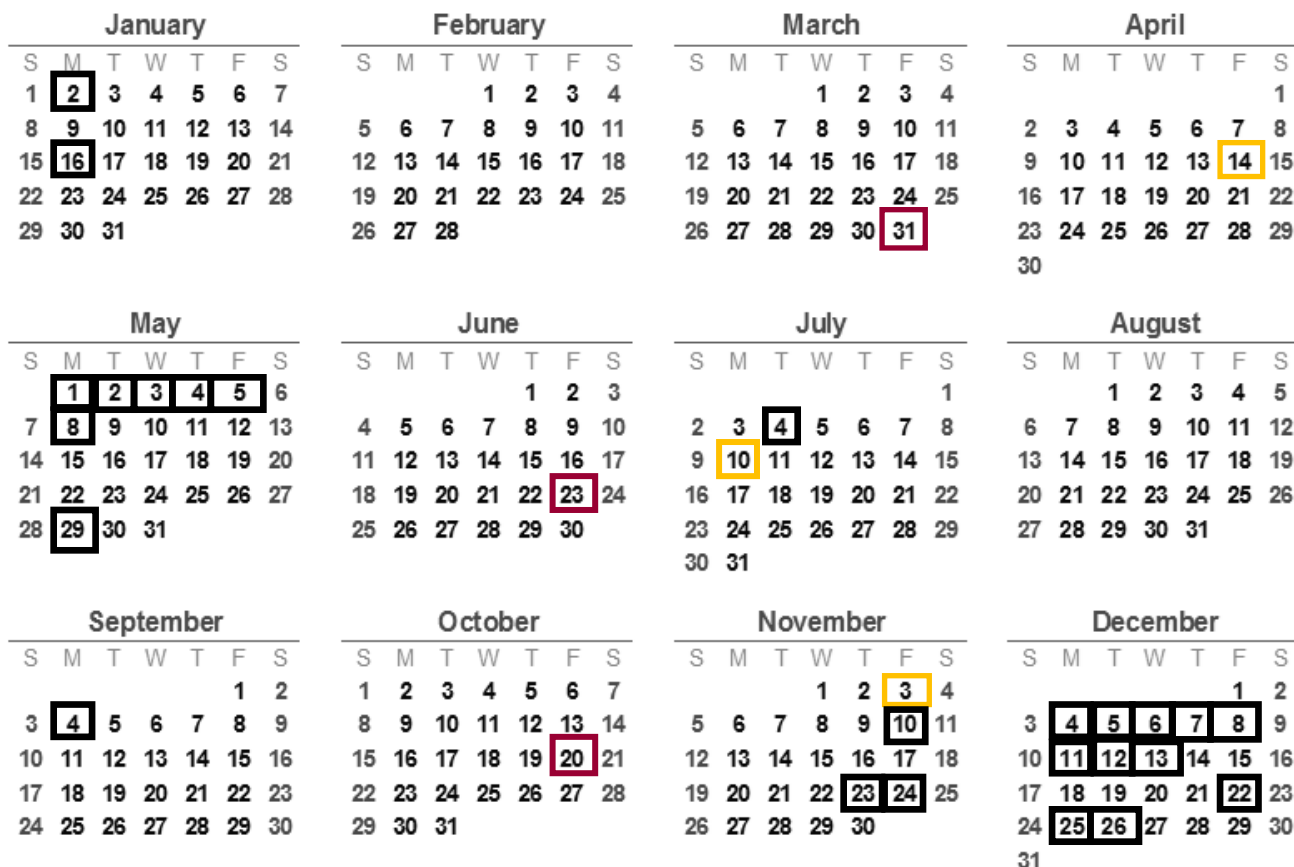 January February March April
S M T W T F S S M T W T F S S M T W T F S S M T W T F S
1 2 3 4 5 6 7 1 2 3 4 1 2 3 4 1
8 9 10 11 12 13 14 5 6 7 8 9 10 11 5 6 7 8 9 10 11 2 3 4 5 6 7 8
15 16 17 18 19 20 21 12 13 14 15 16 17 18 12 13 14 15 16 17 18 9 10 11 12 13 14 15
22 23 24 25 26 27 28 19 20 21 22 23 24 25 19 20 21 22 23 24 25 16 17 18 19 20 21 22
29 30 31 26 27 28 26 27 28 29 30 31 23 24 25 26 27 28 29
30
May June July August
S M T W T F S S M T W T F S S M T W T F S S M T W T F S
1 2 3 4 5 6 1 2 3 1 1 2 3 4 5
7 8 9 10 11 12 13 4 5 6 7 8 9 10 2 3 4 5 6 7 8 6 7 8 9 10 11 12
14 15 16 17 18 19 20 11 12 13 14 15 16 17 9 10 11 12 13 14 15 13 14 15 16 17 18 19
21 22 23 24 25 26 27 18 19 20 21 22 23 24 16 17 18 19 20 21 22 20 21 22 23 24 25 26
28 29 30 31 25 26 27 28 29 30 23 24 25 26 27 28 29 27 28 29 30 31
30 31
September October November December
S M T W T F S S M T W T F S S M T W T F S S M T W T F S
1 2 1 2 3 4 5 6 7 1 2 3 4 1 2
3 4 5 6 7 8 9 8 9 10 11 12 13 14 5 6 7 8 9 10 11 3 4 5 6 7 8 9
10 11 12 13 14 15 16 15 16 17 18 19 20 21 12 13 14 15 16 17 18 10 11 12 13 14 15 16
17 18 19 20 21 22 23 22 23 24 25 26 27 28 19 20 21 22 23 24 25 17 18 19 20 21 22 23
24 25 26 27 28 29 30 29 30 31 26 27 28 29 30 24 25 26 27 28 29 30
31